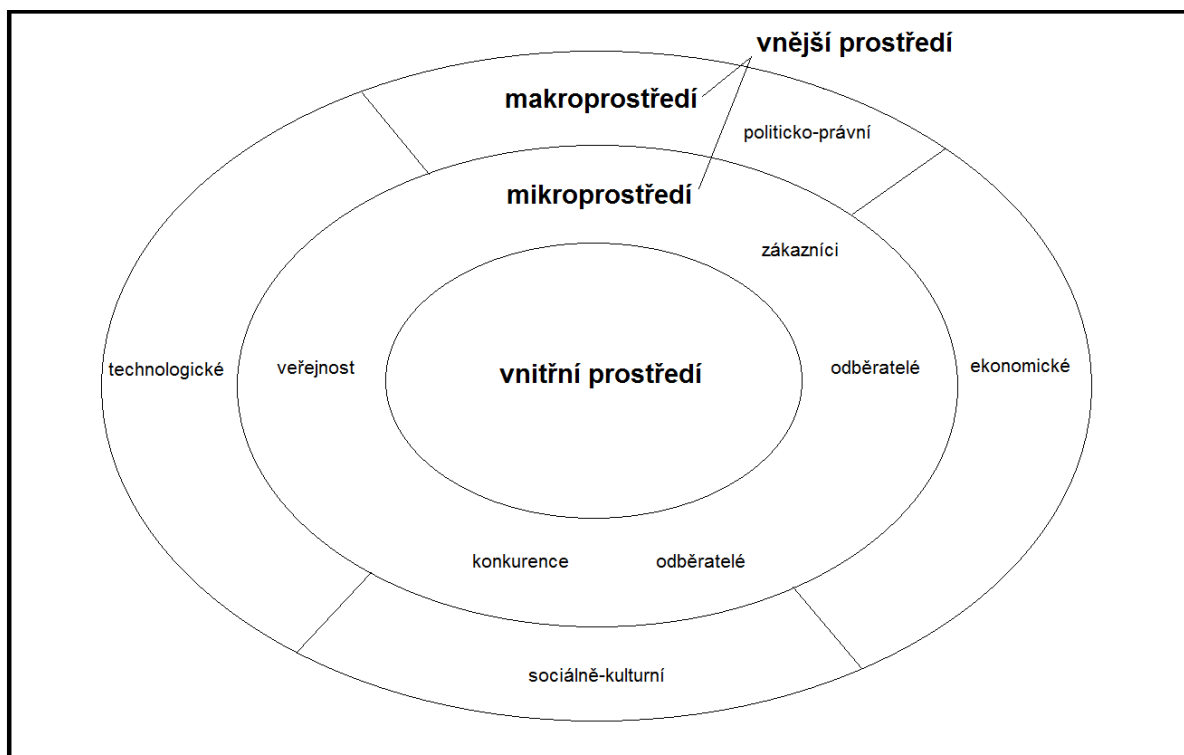 vnější prostředí
makroprostředí
politicko-právní
mikroprostředí
zákazníci
technologické
veřejnost
vnitřní prostředí
odběratelé
ekonomické
konkurence
odběratelé
sociálně-kulturní